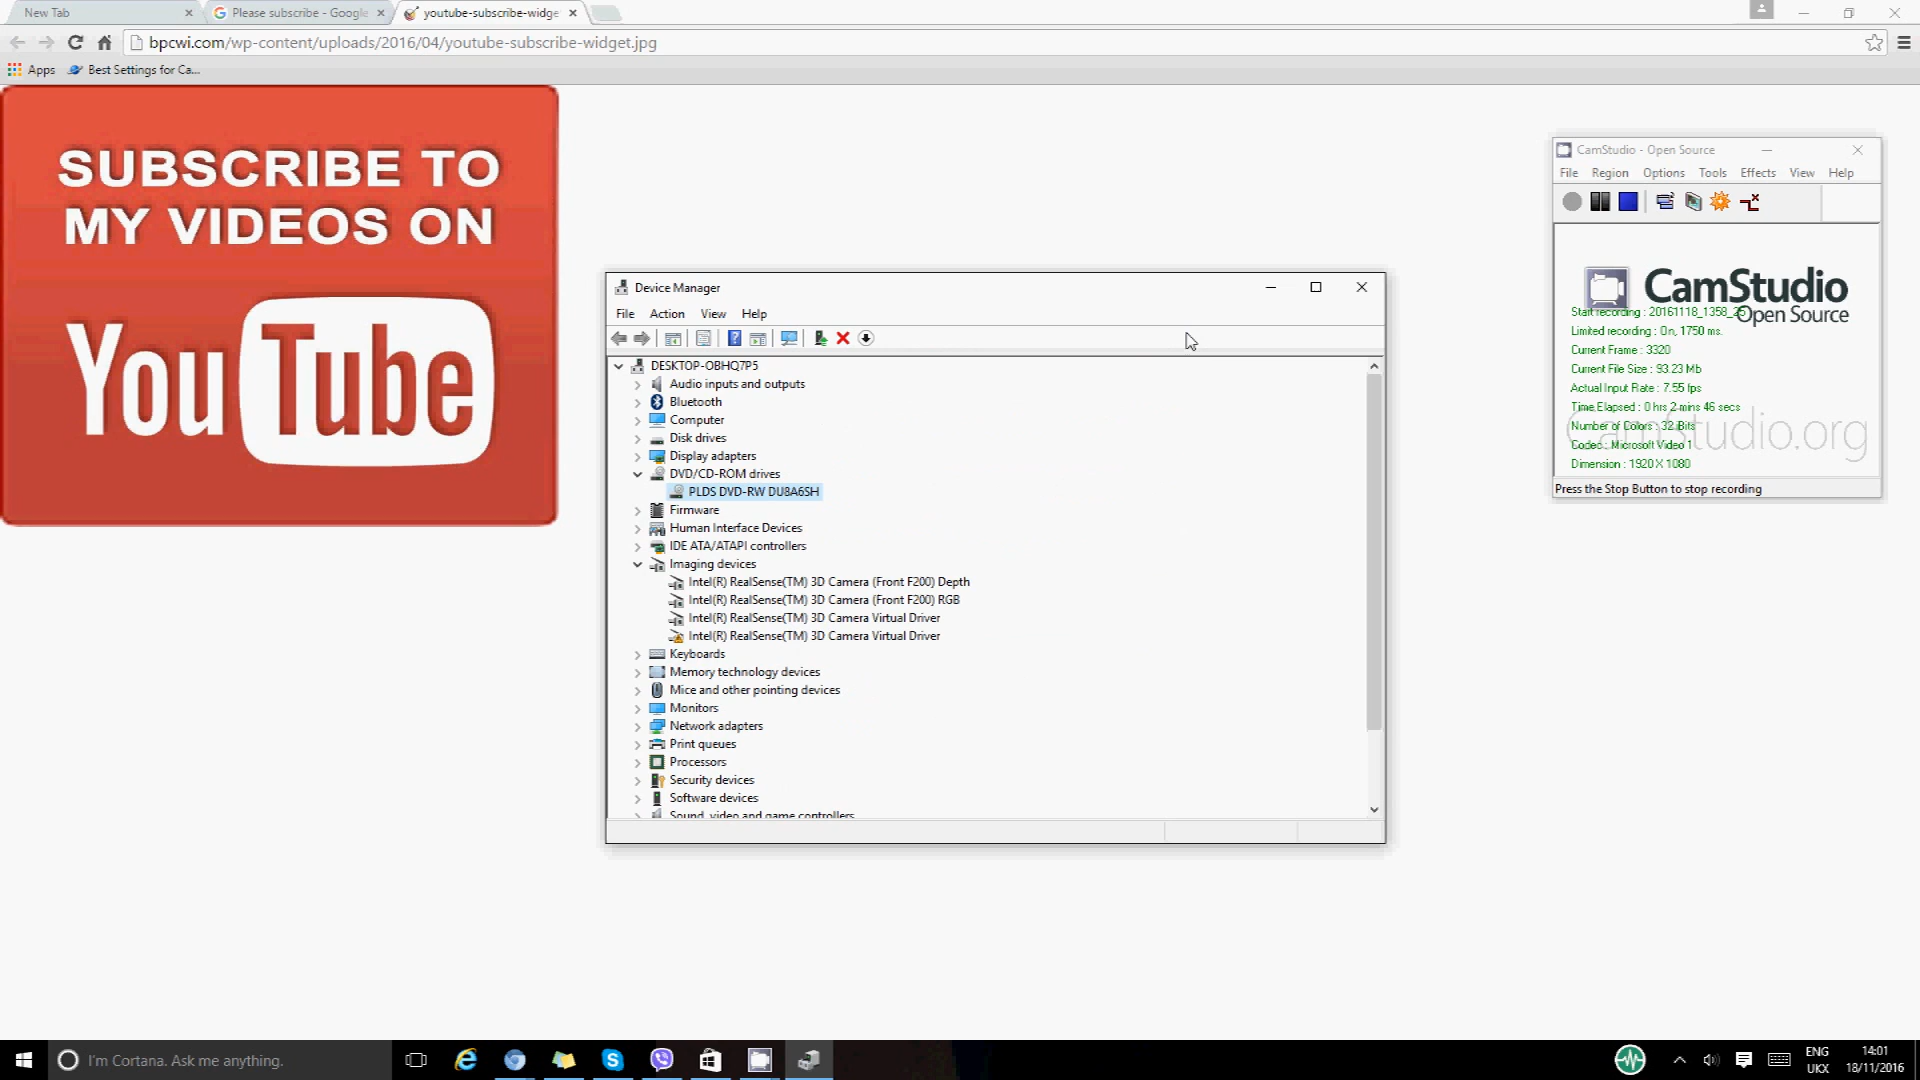 New Tab
Please subscribe - Google
youtube-subscribe-widge
bpcwi.com/wp-content/uploads/2016/04/youtube-subscribe-widget.jpg
Apps
Best Settings for Ca...
SUBSCRIBE TO
MY VIDEOS ON
YouTube
Device Manager
File Action View Help
DESKTOP-OBHQ7P5
Audio inputs and outputs
Bluetooth
Computer
Disk drives
Display adapters
DVD/CD-ROM drives
PLDS DVD-RW DU8A6SH
Firmware
Human Interface Devices
IDE ATA/ATAPI controllers
Imaging devices
Intel(R) RealSense(TM) 3D Camera (Front F200) Depth
Intel(R) RealSense(TM) 3D Camera (Front F200) RGB
Intel(R) RealSense(TM) 3D Camera Virtual Driver
Intel(R) RealSense(TM) 3D Camera Virtual Driver
Keyboards
Memory technology devices
Mice and other pointing devices
Monitors
Network adapters
Print queues
Processors
Security devices
Software devices
Sound, video and game controllers
CamStudio - Open Source
File Region Options Tools Effects View Help
CamStudio
Open Source
Start recording : 20161118_1358_25
Limited recording : On, 1750 ms.
Current Frame : 3320
Current File Size : 93.23 Mb
Actual Input Rate : 7.55 fps
Time Elapsed : 0 hrs 2 mins 46 secs
Number of Colors : 32 Bits
Codec : Microsoft Video 1
Dimension : 1920 X 1080
CamStudio.org
Press the Stop Button to stop recording
I'm Cortana. Ask me anything.
ENG
UKX
14:01
18/11/2016